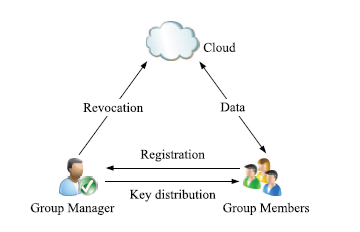 Cloud
Revocation
Data
Registration
Key distribution
Group Manager
Group Members